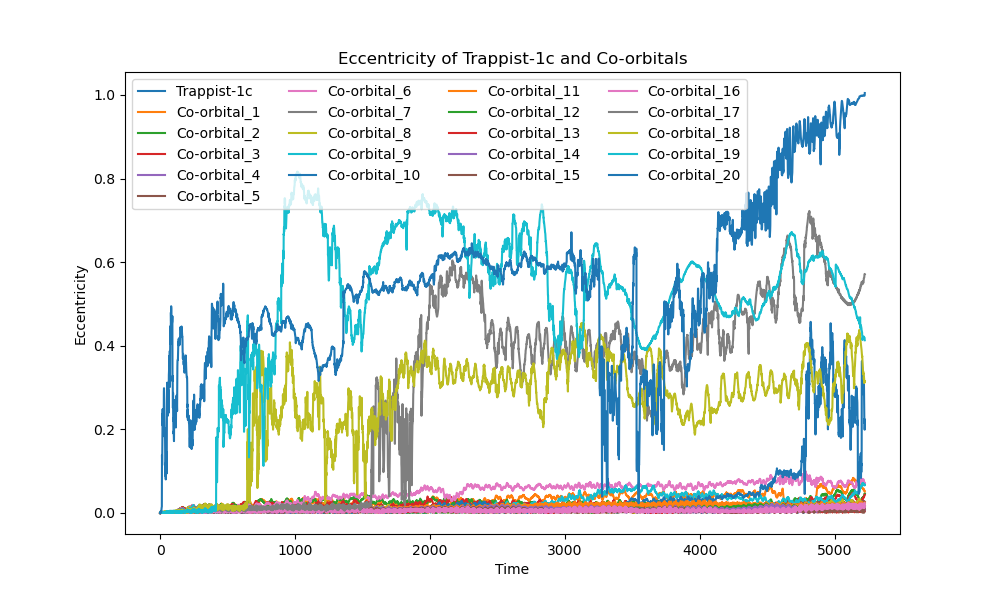 Eccentricity of Trappist-1c and Co-orbitals
Trappist-1c
Co-orbital_1
Co-orbital_2
Co-orbital_3
Co-orbital_4
Co-orbital_5
Co-orbital_6
Co-orbital_7
Co-orbital_8
Co-orbital_9
Co-orbital_10
Co-orbital_11
Co-orbital_12
Co-orbital_13
Co-orbital_14
Co-orbital_15
Co-orbital_16
Co-orbital_17
Co-orbital_18
Co-orbital_19
Co-orbital_20
Eccentricity
1.0
0.8
0.6
0.4
0.2
0.0
0
1000
2000
3000
4000
5000
Time